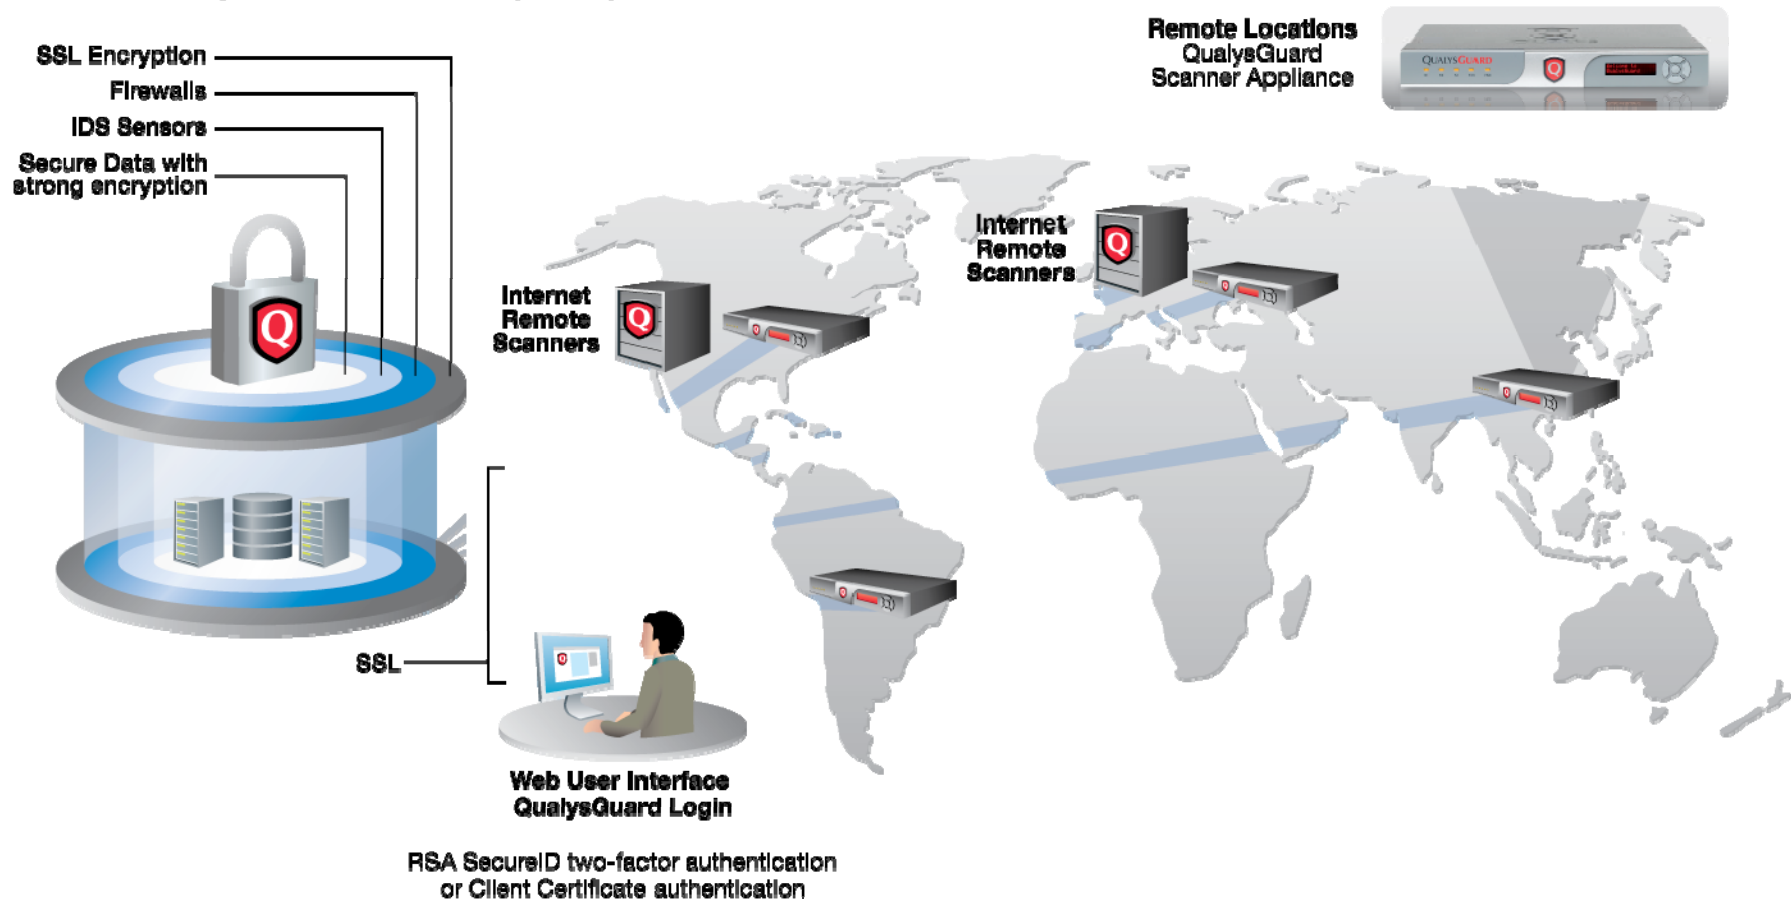 SSL Encryption
Firewalls
IDS Sensors
Secure Data with
strong encryption
Remote Locations
QualysGuard
Scanner Appliance
QUALYSGUARD
Q
Internet
Remote
Scanners
Q
Internet
Remote
Scanners
Q
Q
SSL
Web User Interface
QualysGuard Login
RSA SecureID two-factor authentication
or Client Certificate authentication